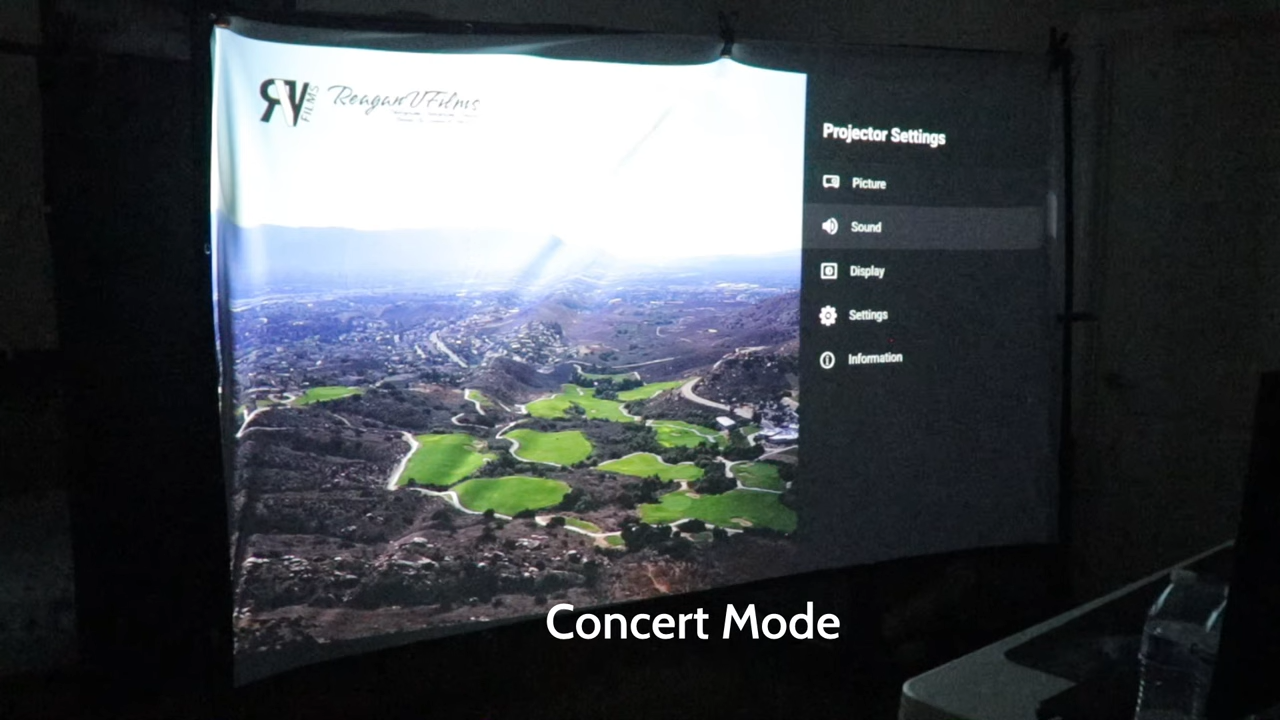 RV
FILMS
ReaganVFilms
Projector Settings
Picture
Sound
Display
Settings
Information
Concert Mode